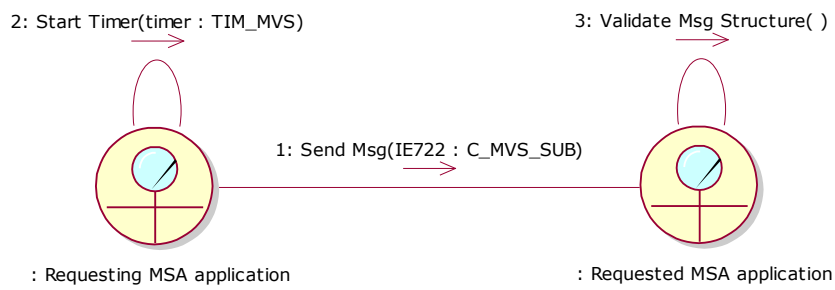 2: Start Timer(timer : TIM_MVS)
3: Validate Msg Structure( )
1: Send Msg(IE722 : C_MVS_SUB)
: Requesting MSA application
: Requested MSA application